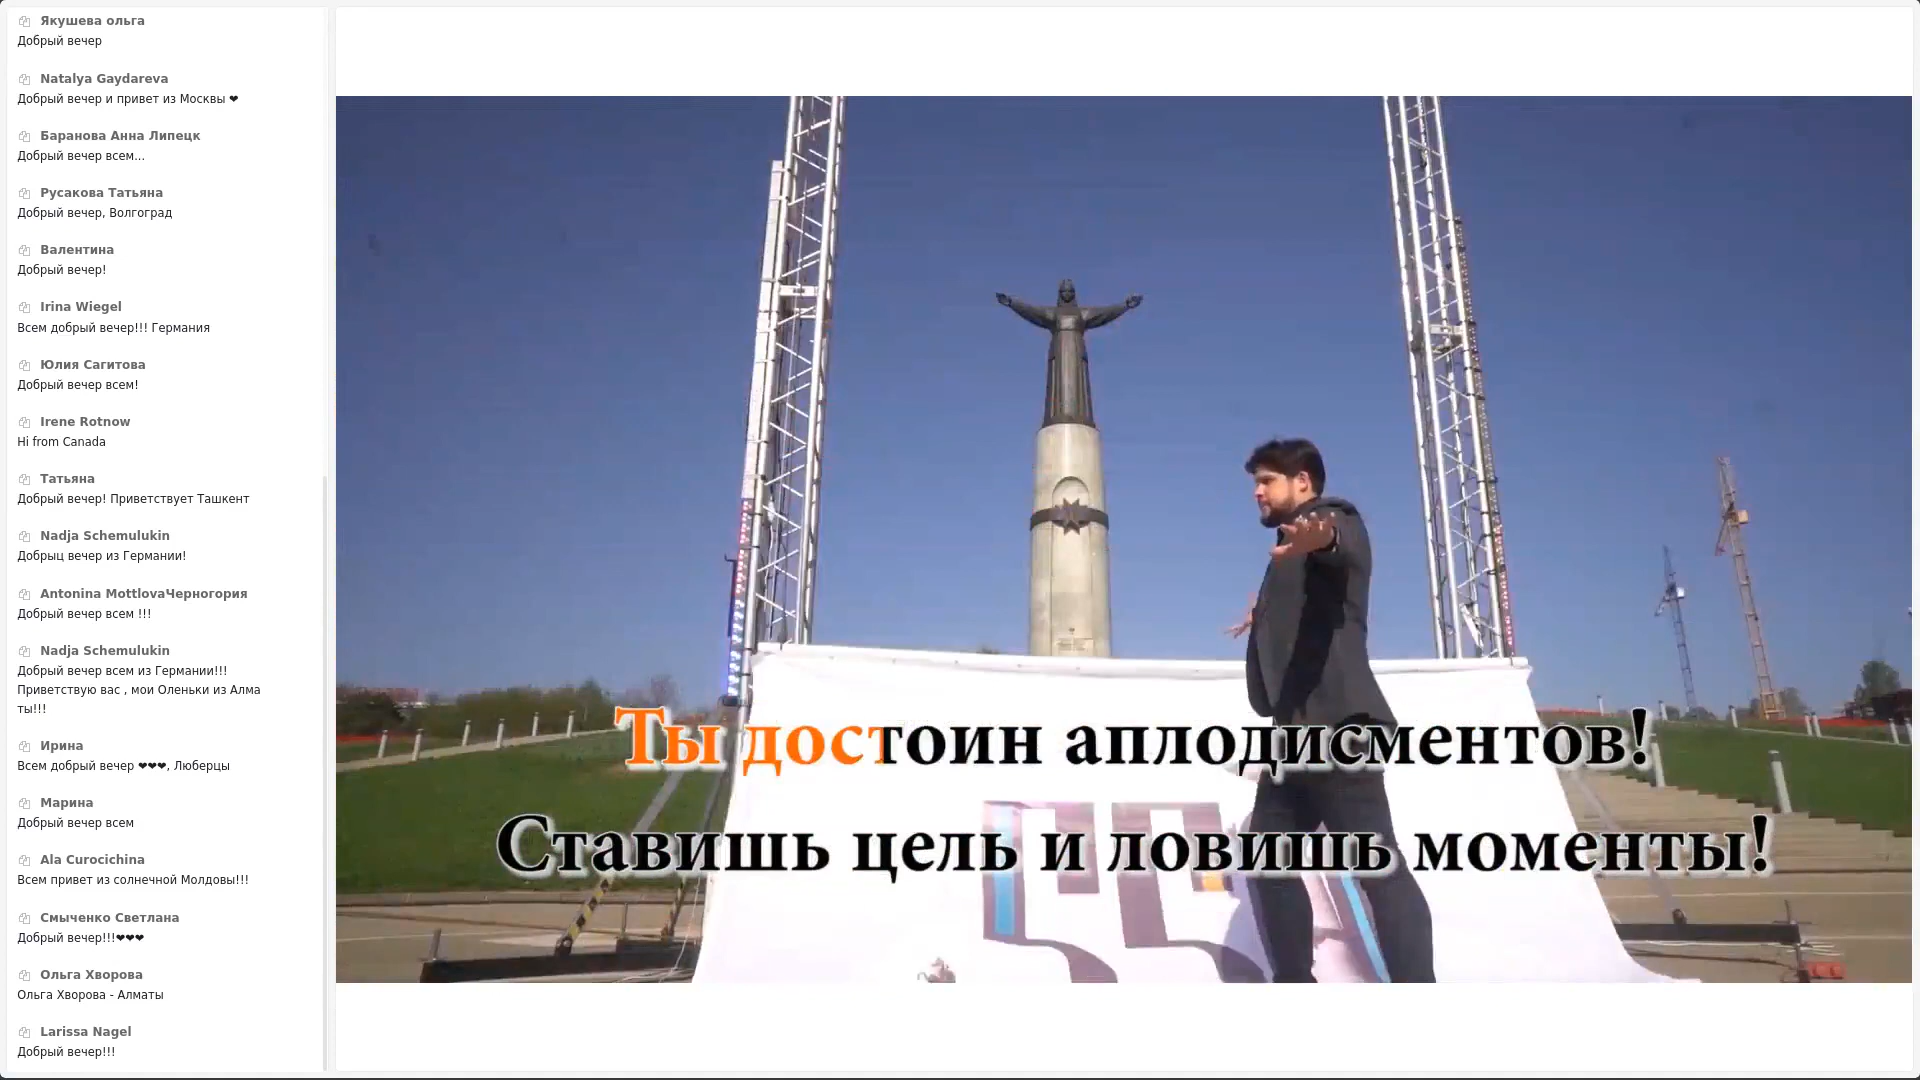 Якушева ольга
Добрый вечер
Natalya Gaydareva
Добрый вечер и привет из Москвы ❤
Баранова Анна Липецк
Добрый вечер всем...
Русакова Татьяна
Добрый вечер, Волгоград
Валентина
Добрый вечер!
Irina Wiegel
Всем добрый вечер!!! Германия
Юлия Сагитова
Добрый вечер всем!
Irene Rotnow
Hi from Canada
Татьяна
Добрый вечер! Приветствует Ташкент
Nadja Schemulukin
Добрыц вечер из Германии!
Antonina MottlovaЧерногория
Добрый вечер всем !!!
Nadja Schemulukin
Добрый вечер всем из Германии!!!
Приветствую вас , мои Оленьки из Алма
ты!!!
Ирина
Всем добрый вечер ❤❤❤, Люберцы
Марина
Добрый вечер всем
Ala Curocichina
Всем привет из солнечной Молдовы!!!
Смыченко Светлана
Добрый вечер!!!❤❤❤
Ольга Хворова
Ольга Хворова - Алматы
Larissa Nagel
Добрый вечер!!!
Ты достоин аплодисментов!
Ставишь цель и ловишь моменты!